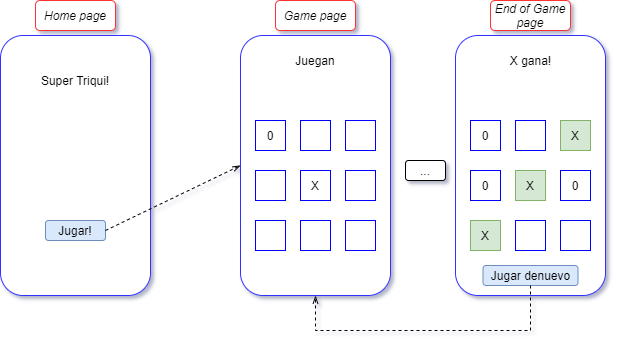 Home page
Game page
End of Game
page
Super Triqui!
Jugar!
Juegan
0
X
...
X gana!
0
X
0
X
0
X
Jugar denuevo